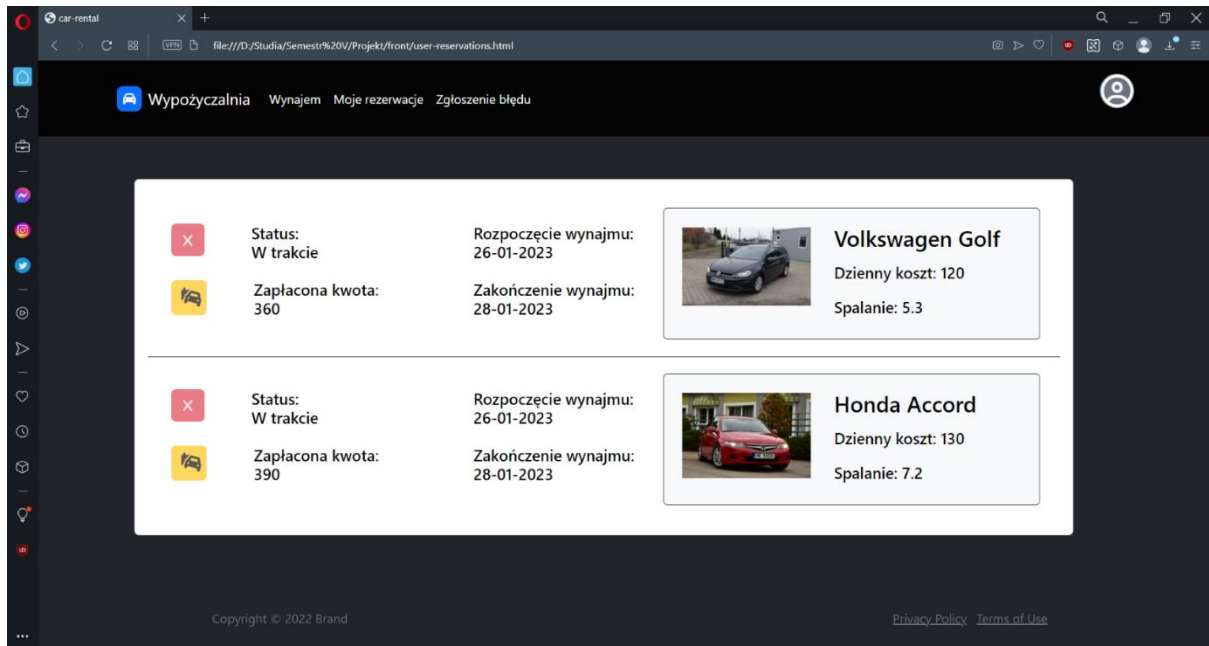 car-rental
VPN
file:///D:/Studia/Semestr%20V/Projekt/front/user-reservations.html
Wypożyczalnia Wynajem Moje rezerwacje Zgłoszenie błędu
X
Status:
W trakcie
Rozpoczęcie wynajmu:
26-01-2023
Zapłacona kwota:
360
Zakończenie wynajmu:
28-01-2023
Volkswagen Golf
Dzienny koszt: 120
Spalanie: 5.3
X
Status:
W trakcie
Rozpoczęcie wynajmu:
26-01-2023
Zapłacona kwota:
390
Zakończenie wynajmu:
28-01-2023
Honda Accord
Dzienny koszt: 130
Spalanie: 7.2
Copyright © 2022 Brand
Privacy Policy Terms of Use